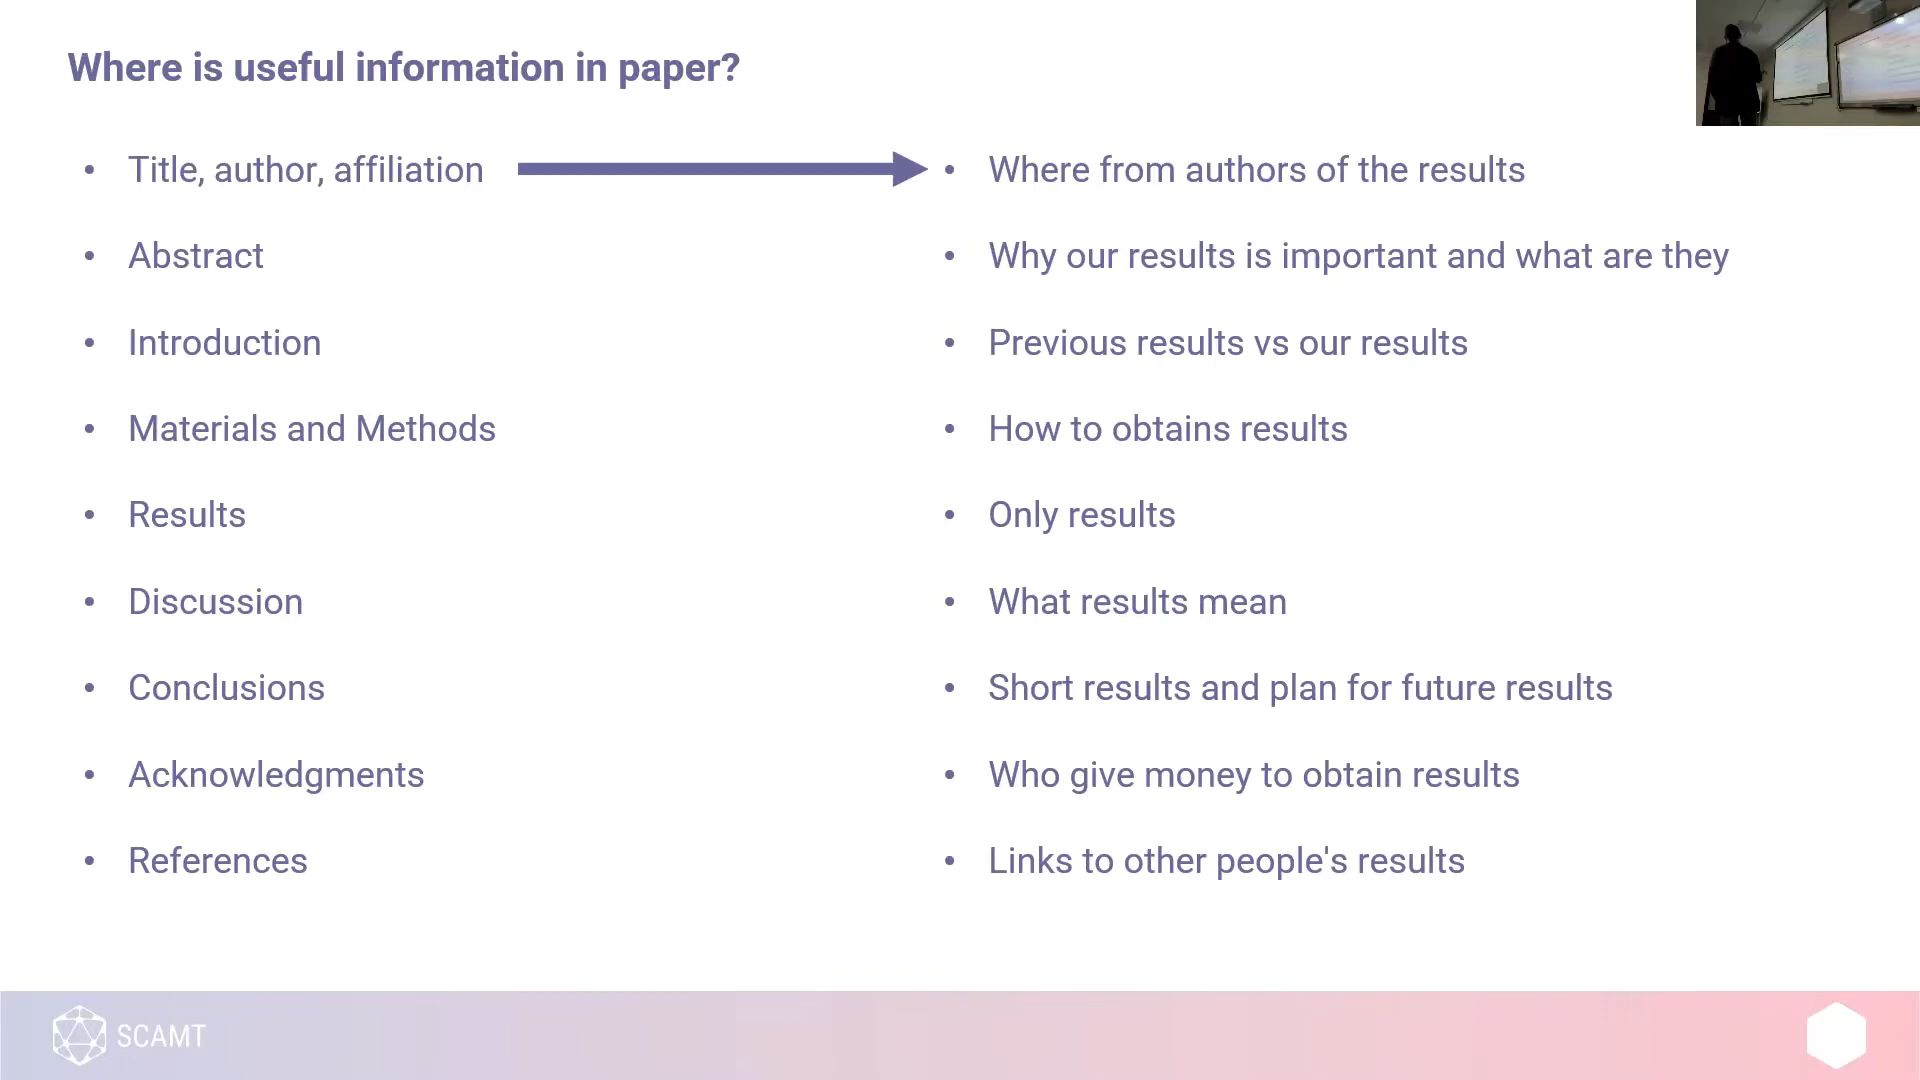 Where is useful information in paper?
• Title, author, affiliation
• Where from authors of the results
• Abstract
• Why our results is important and what are they
• Introduction
• Previous results vs our results
• Materials and Methods
• How to obtains results
• Results
• Only results
• Discussion
• What results mean
• Conclusions
• Short results and plan for future results
• Acknowledgments
• Who give money to obtain results
• References
• Links to other people's results
SCAMT